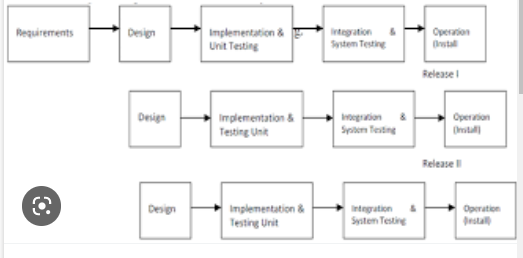 Requirements
Design
Implementation &
Unit Testing
Integration &
System Testing
Operation
(Install
Release I
Design
Implementation &
Testing Unit
Integration &
System Testing
Operation
(Install)
Release II
Design
Implementation &
Testing Unit
Integration &
System Testing
Operation
(Install)